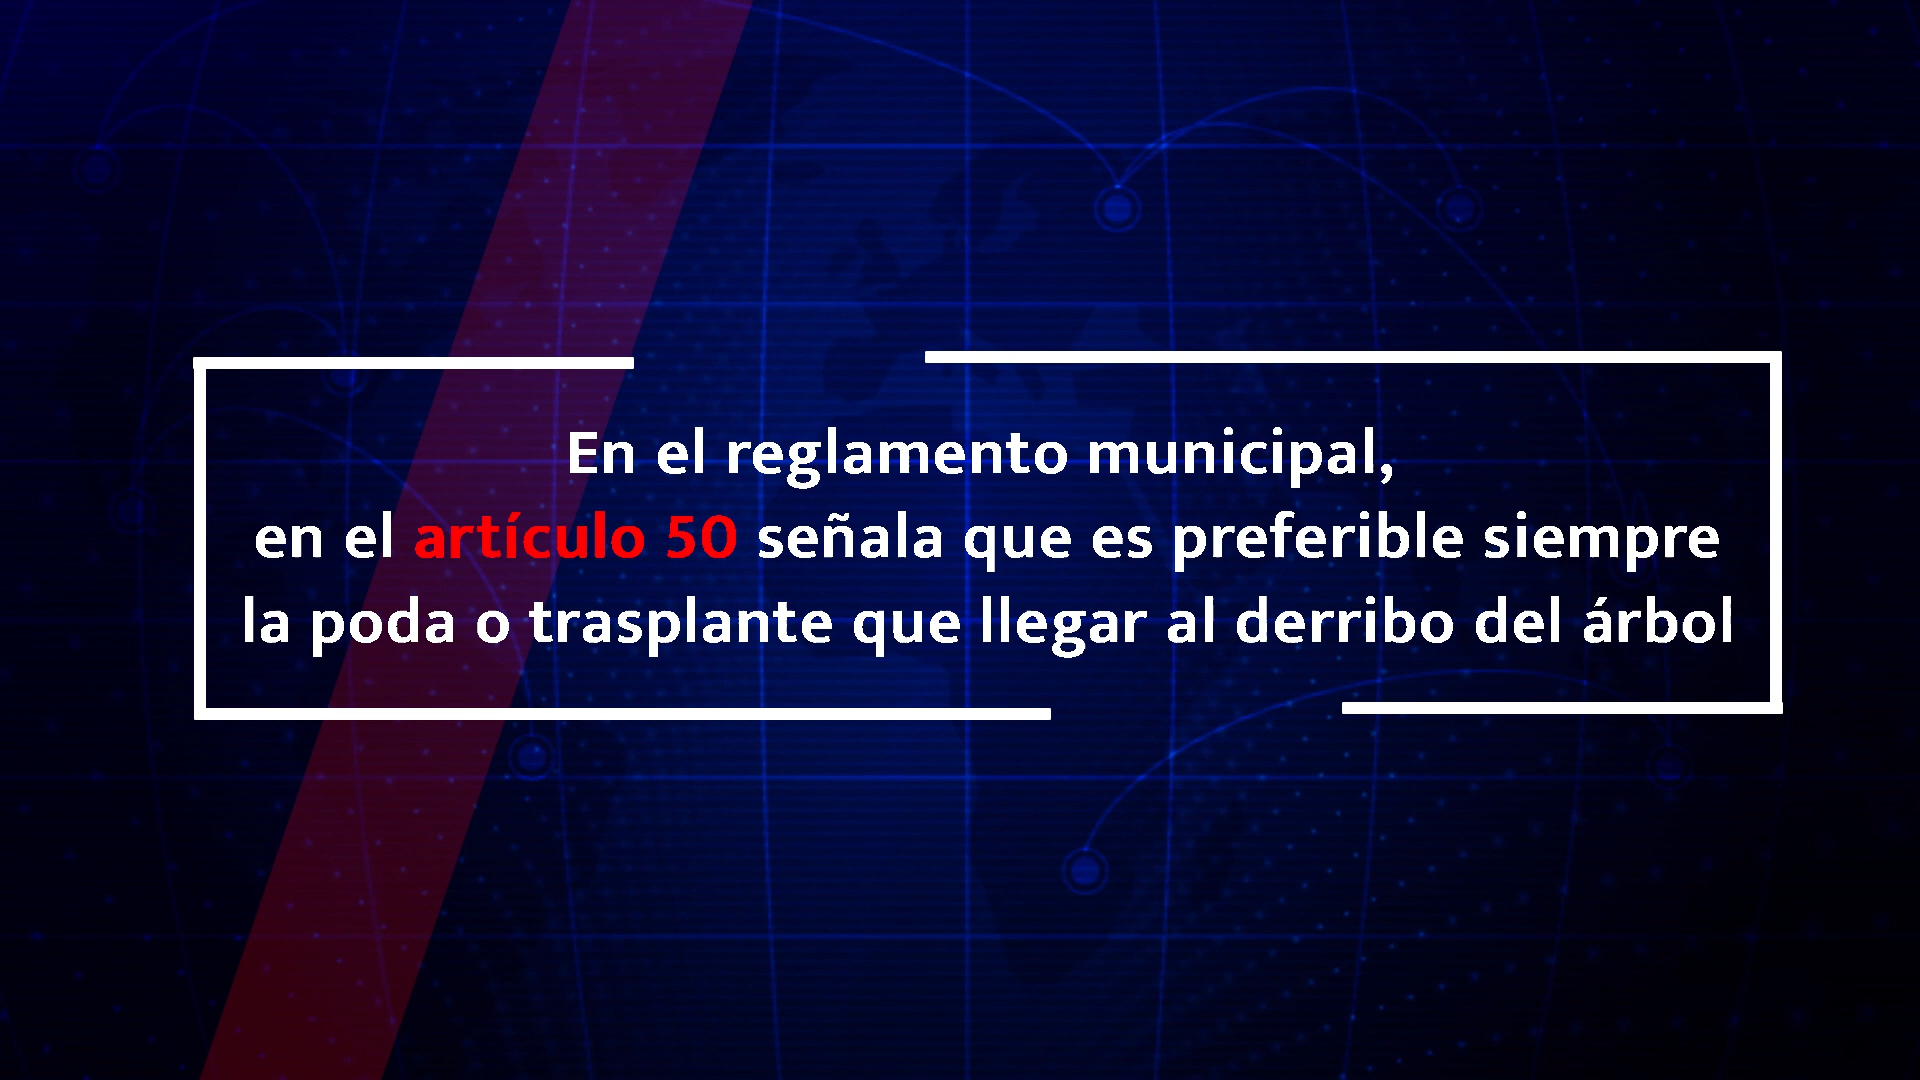 En el reglamento municipal,
en el artículo 50 señala que es preferible siempre
la poda o trasplante que llegar al derribo del árbol